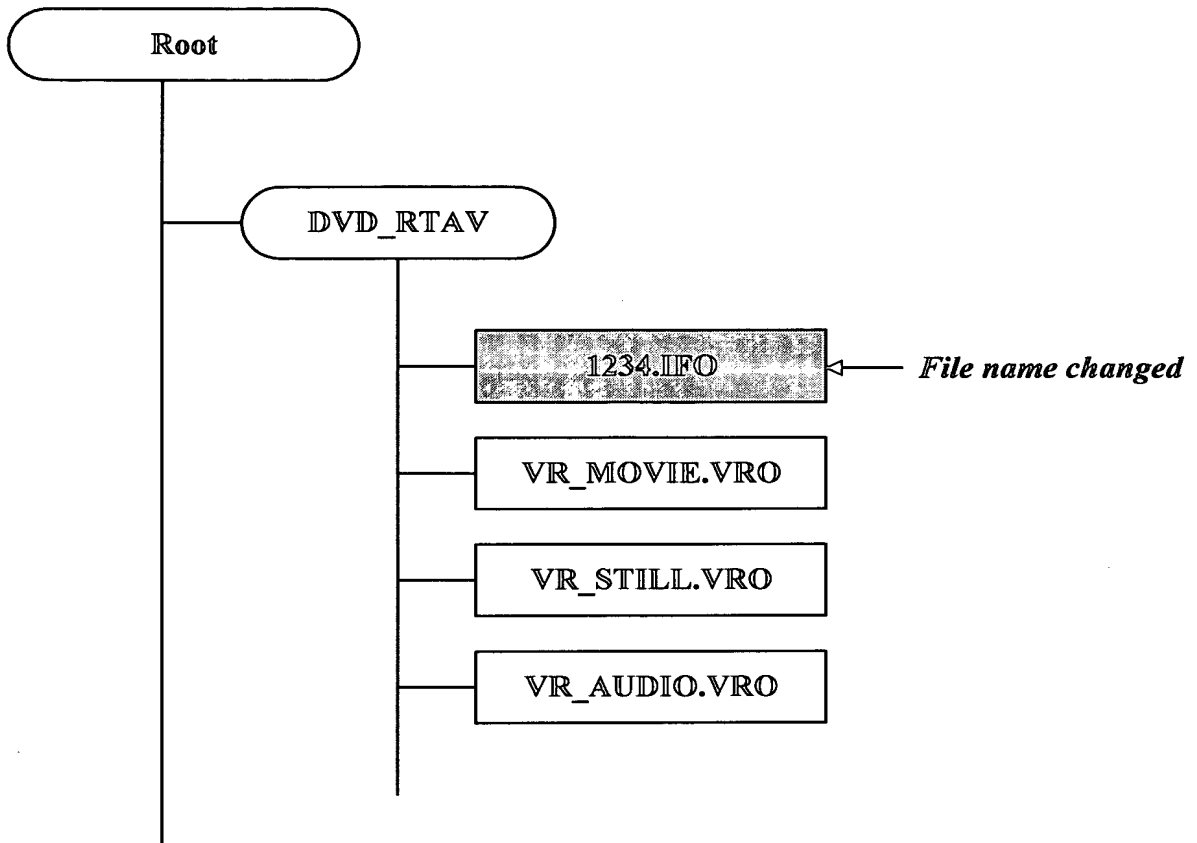 Root
DVD_RTAV
1234.IFO
File name changed
VR_MOVIE.VRO
VR_STILL.VRO
VR_AUDIO.VRO